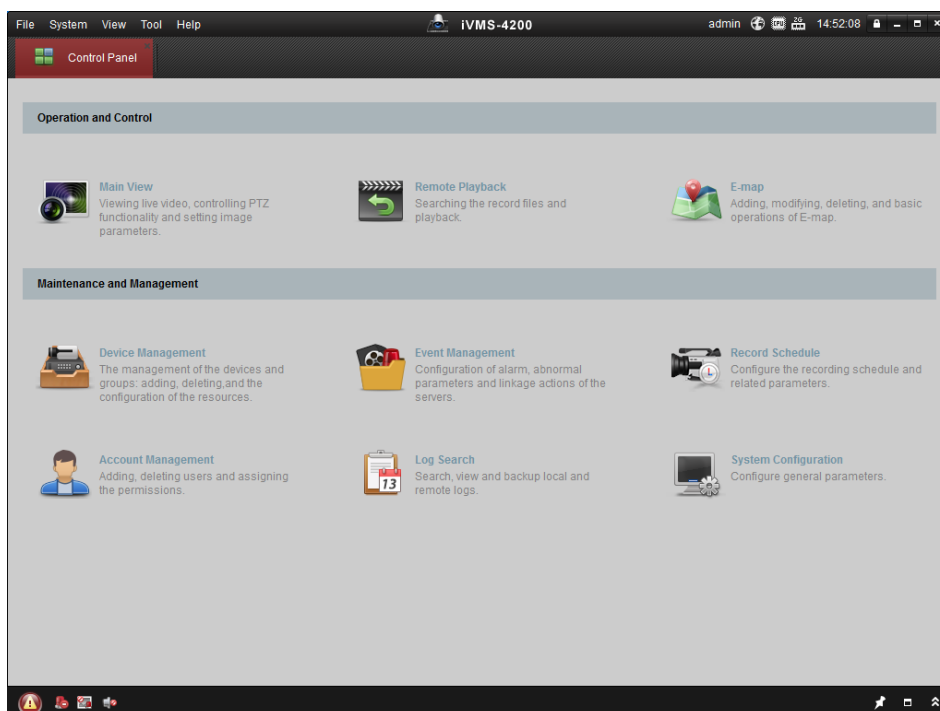 File System View Tool Help iVMS-4200 admin CPU 2G 14:52:08
Control Panel
Operation and Control
Main View
Viewing live video, controlling PTZ
functionality and setting image
parameters.
Remote Playback
Searching the record files and
playback.
E-map
Adding, modifying, deleting, and basic
operations of E-map.
Maintenance and Management
Device Management
The management of the devices and
groups: adding, deleting,and the
configuration of the resources.
Event Management
Configuration of alarm, abnormal
parameters and linkage actions of the
servers.
Record Schedule
Configure the recording schedule and
related parameters.
Account Management
Adding, deleting users and assigning
the permissions.
13
Log Search
Search, view and backup local and
remote logs.
System Configuration
Configure general parameters.